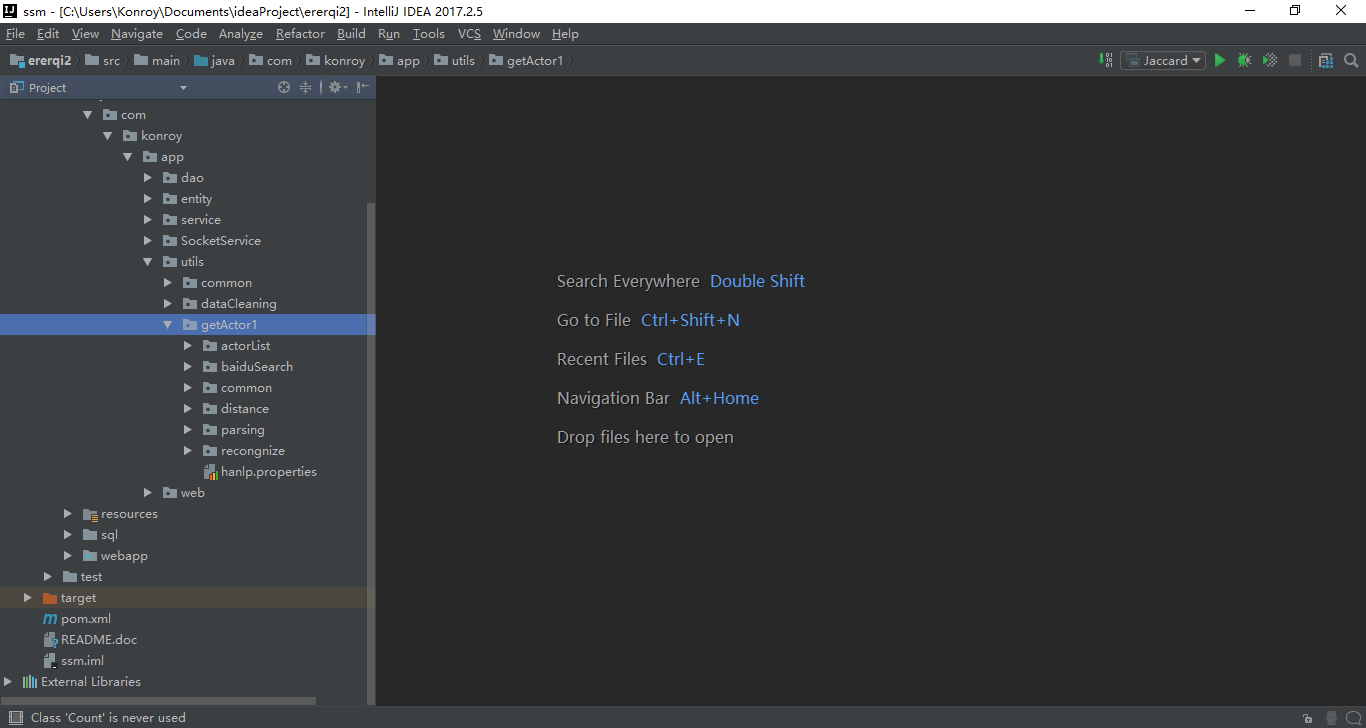 ssm - [C:\Users\Konroy\Documents\ideaProject\ererqi2] - IntelliJ IDEA 2017.2.5
File Edit View Navigate Code Analyze Refactor Build Run Tools VCS Window Help
ererqi2 src main java com konroy app utils getActor1 Jaccard
Project
com
konroy
app
dao
entity
service
SocketService
utils
common
dataCleaning
getActor1
actorList
baiduSearch
common
distance
parsing
recongnize
hanlp.properties
web
resources
sql
webapp
test
target
pom.xml
README.doc
ssm.iml
External Libraries
Search Everywhere Double Shift
Go to File Ctrl+Shift+N
Recent Files Ctrl+E
Navigation Bar Alt+Home
Drop files here to open
Class 'Count' is never used